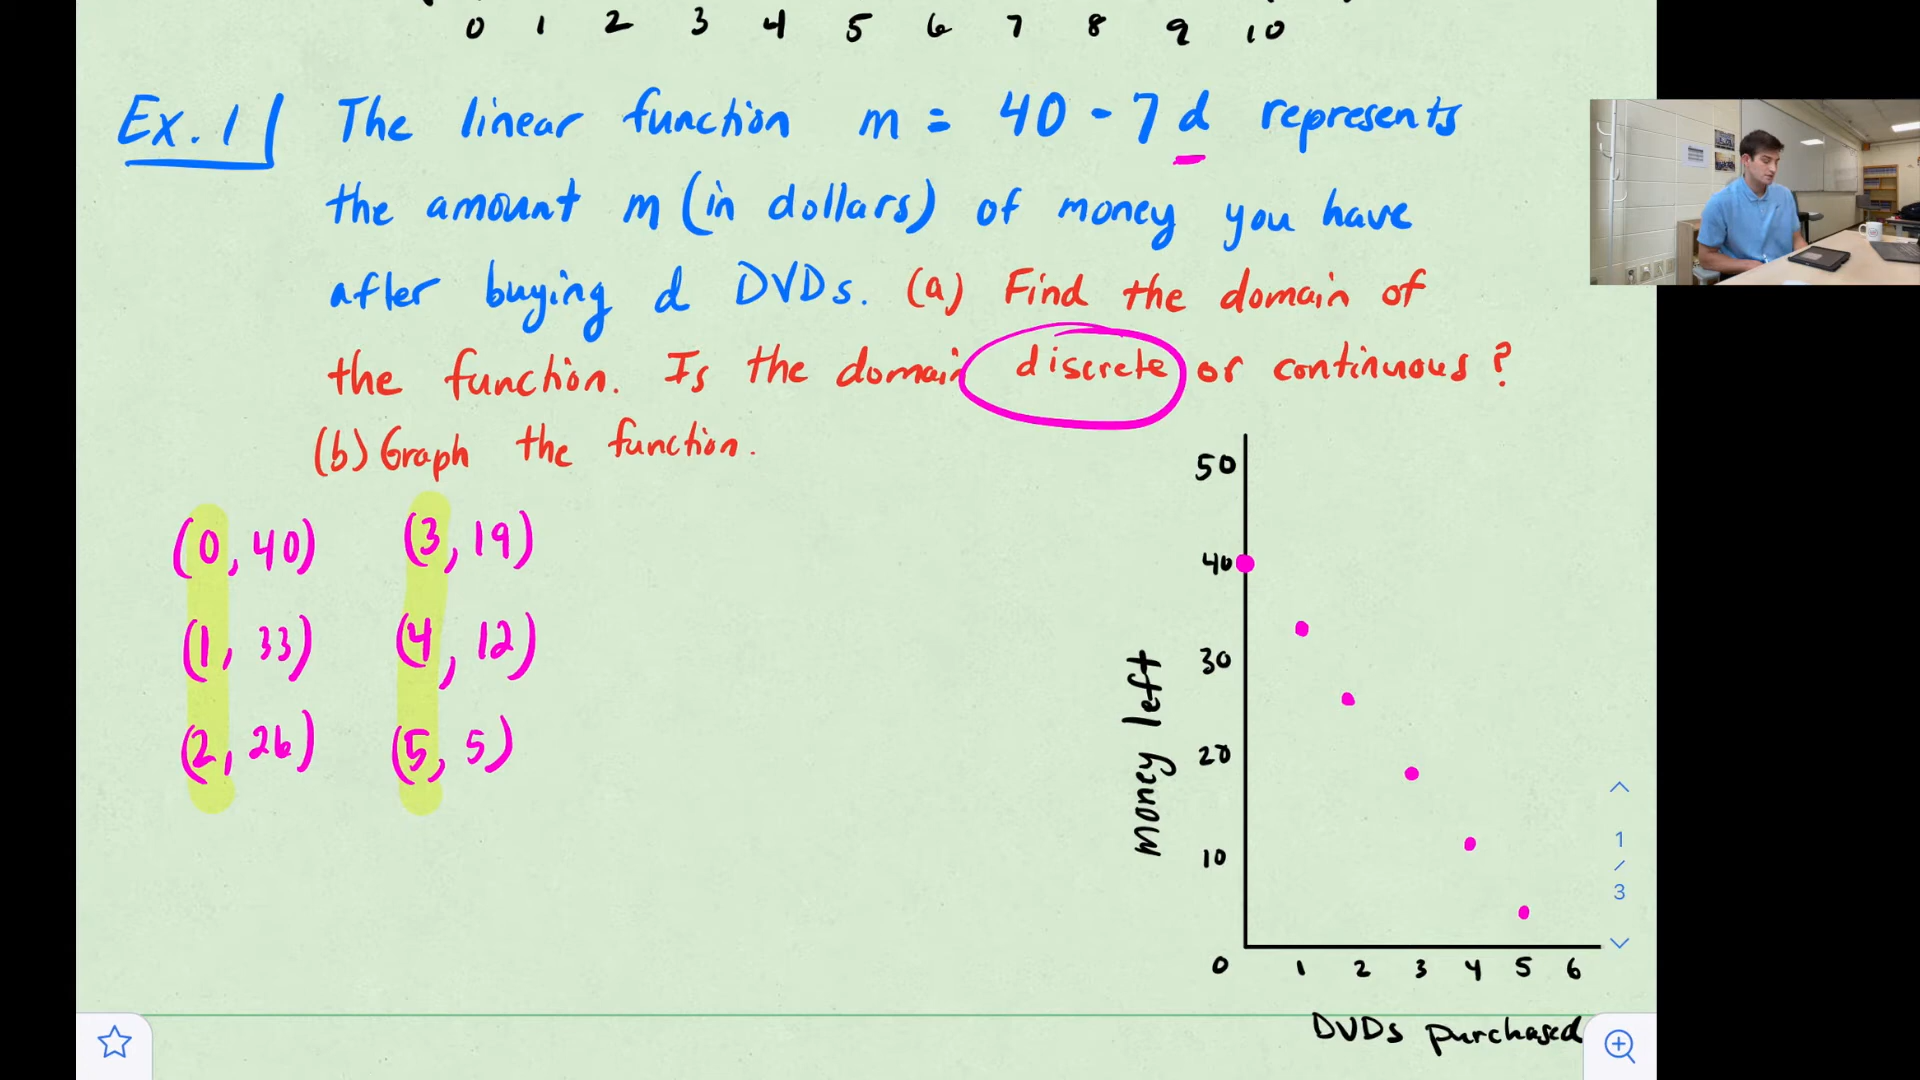 0 1 2 3 4 5 6 7 8 9 10
Ex. 1 The linear function m = 40 - 7d represents
the amount m (in dollars) of money you have
after buying d DVDs. (a) Find the domain of
the function. Is the domain discrete or continuous?
(b) Graph the function.
(0, 40) (3, 19)
(1, 33) (4, 12)
(2, 26) (5, 5)
50
40
30
20
10
money left
0 1 2 3 4 5 6
DVDs purchased
1
/
3